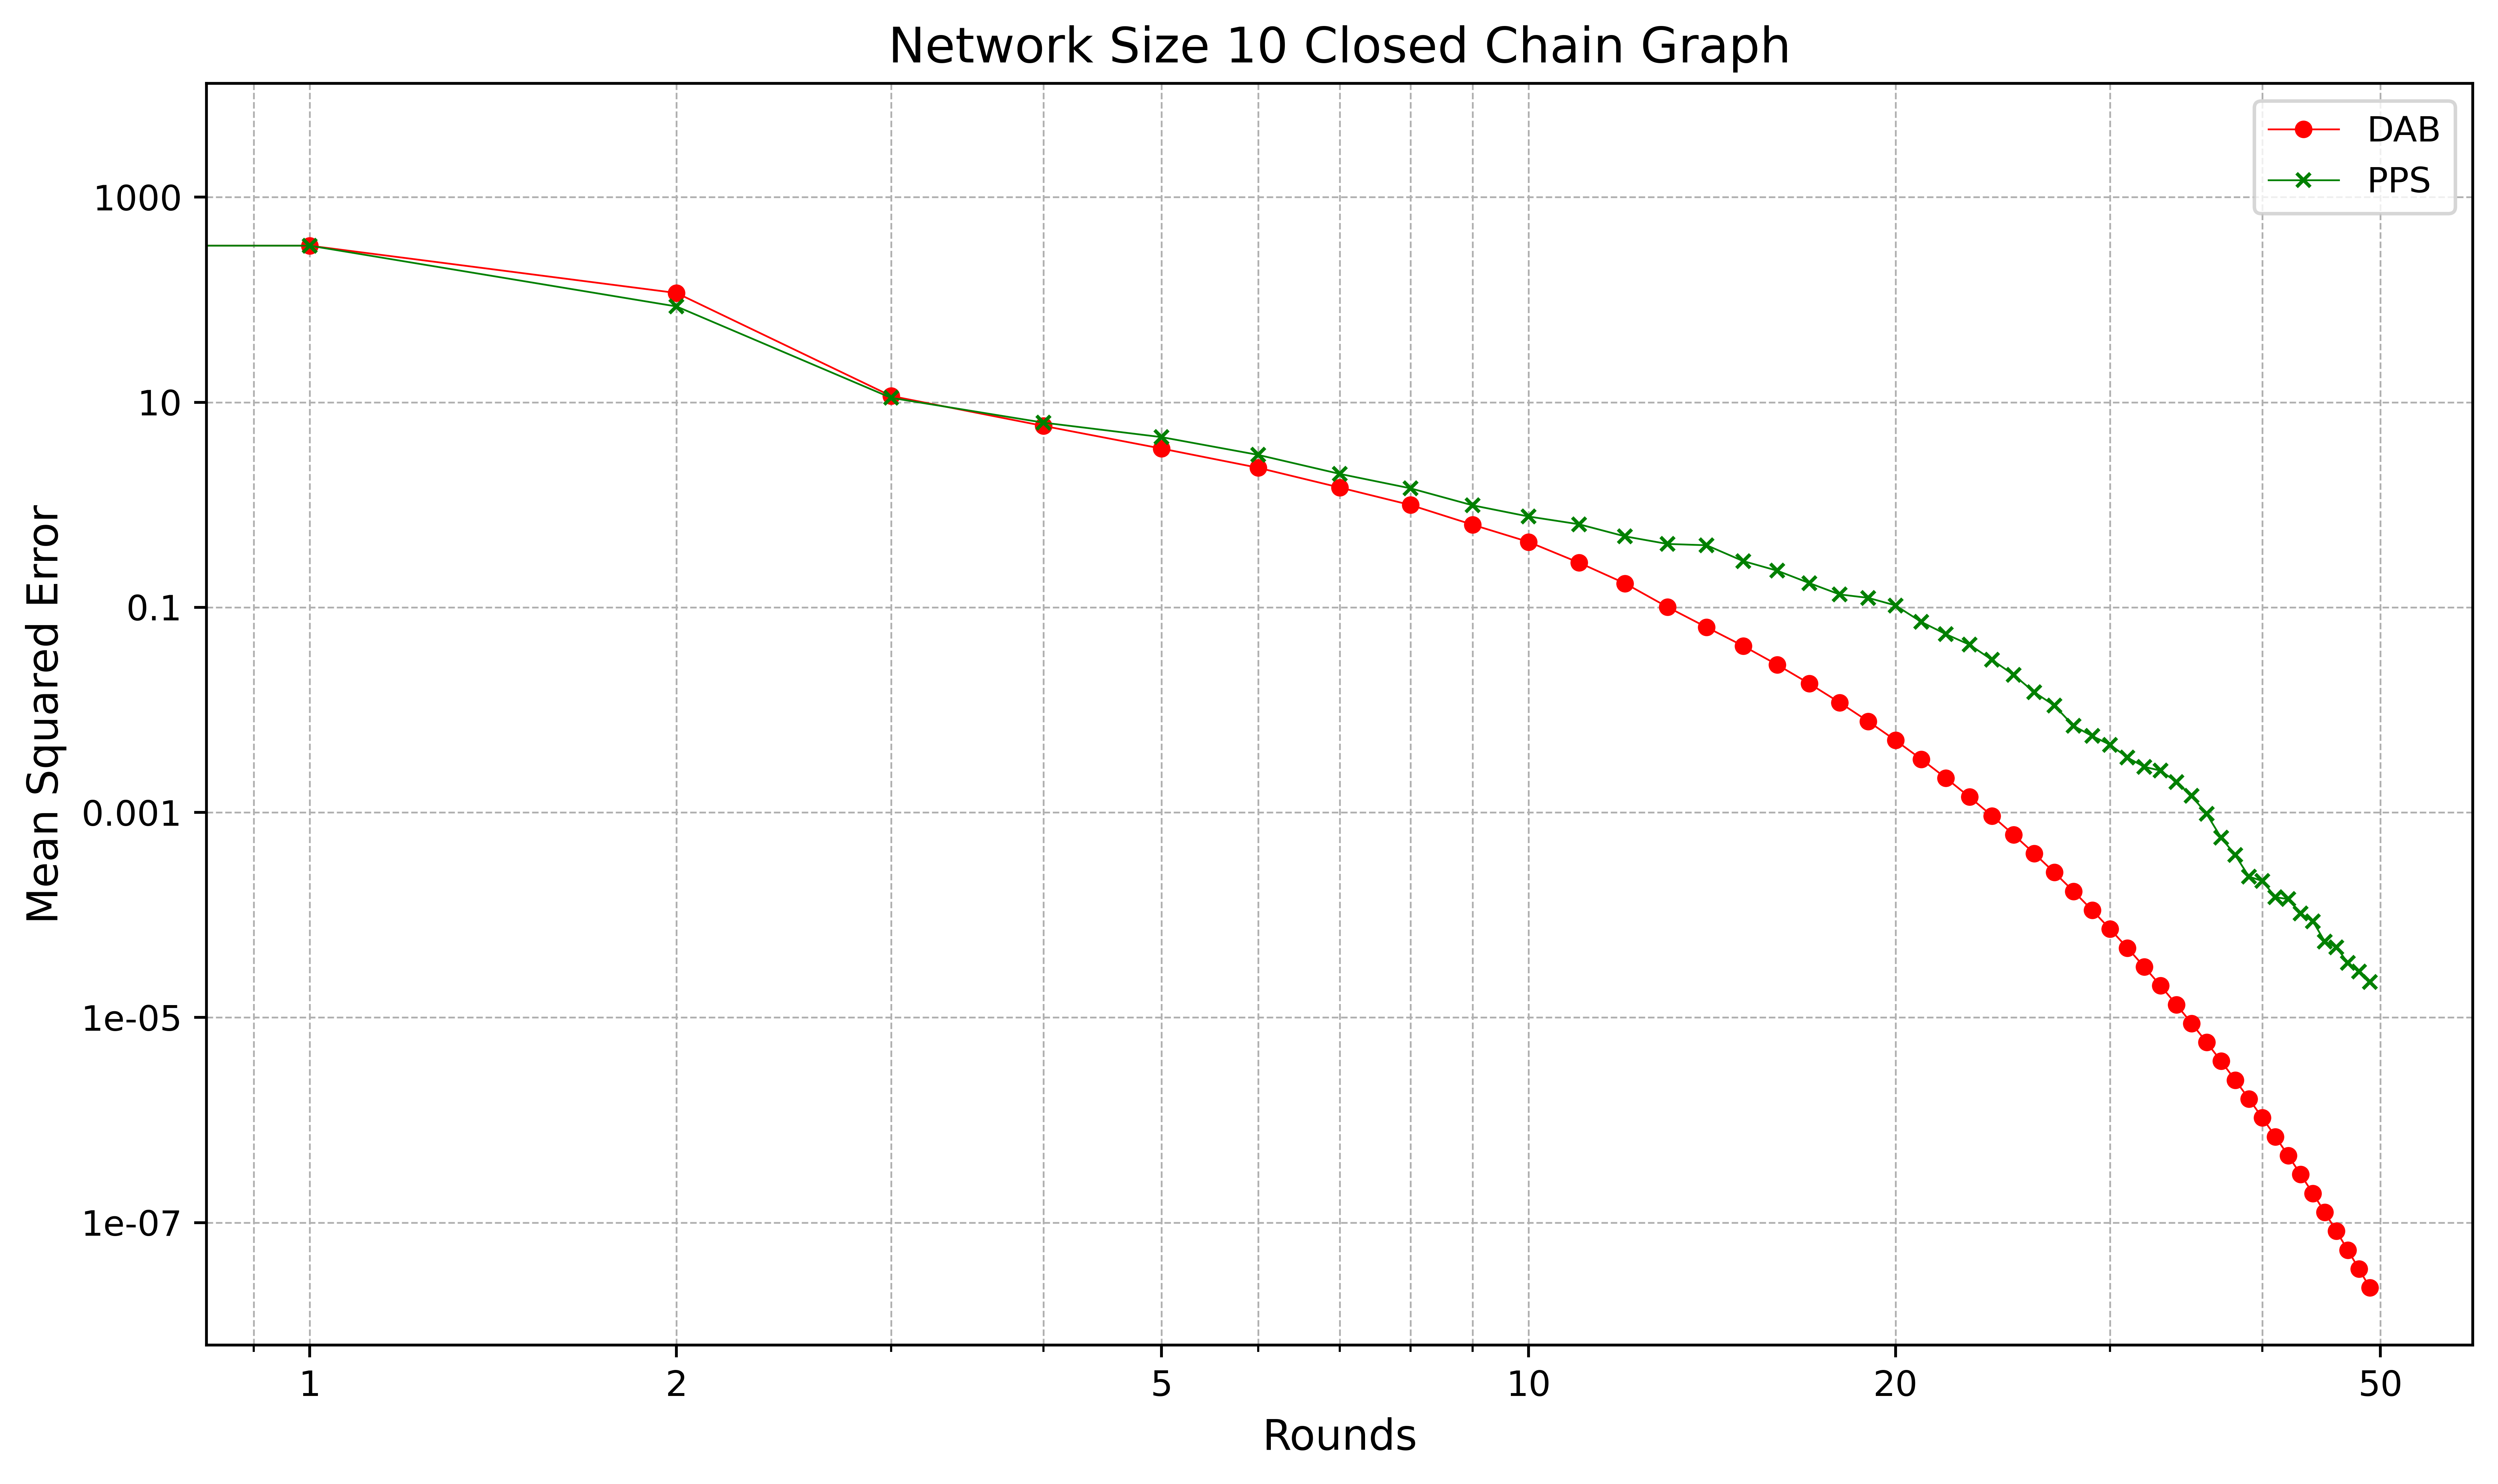 Network Size 10 Closed Chain Graph
DAB
PPS
Mean Squared Error
1000
10
0.1
0.001
1e-05
1e-07
1 2 5 10 20 50
Rounds